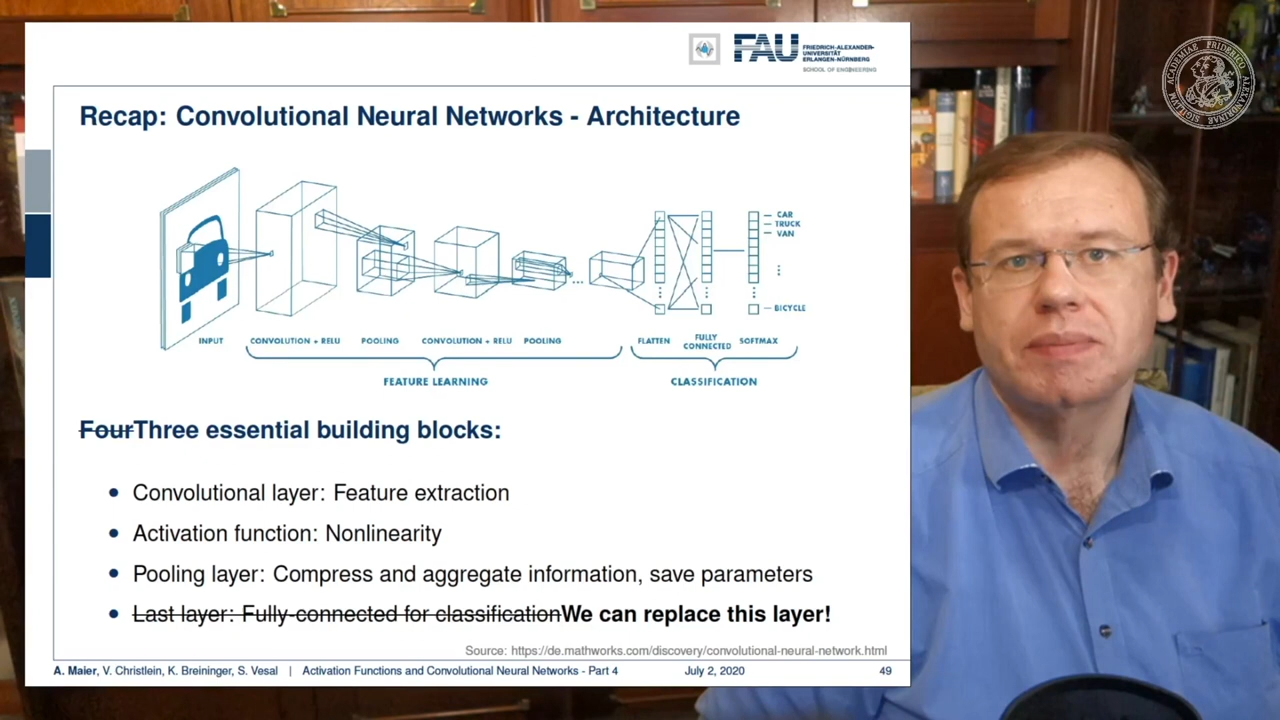 FAU
FRIEDRICH-ALEXANDER-
UNIVERSITÄT
ERLANGEN-NÜRNBERG
SCHOOL OF ENGINEERING
Recap: Convolutional Neural Networks - Architecture
CAR
TRUCK
VAN
BICYCLE
INPUT
CONVOLUTION + RELU
POOLING
CONVOLUTION + RELU
POOLING
FLATTEN
FULLY
CONNECTED
SOFTMAX
FEATURE LEARNING
CLASSIFICATION
FourThree essential building blocks:
• Convolutional layer: Feature extraction
• Activation function: Nonlinearity
• Pooling layer: Compress and aggregate information, save parameters
• Last layer: Fully-connected for classificationWe can replace this layer!
Source: https://de.mathworks.com/discovery/convolutional-neural-network.html
A. Maier, V. Christlein, K. Breininger, S. Vesal | Activation Functions and Convolutional Neural Networks - Part 4 July 2, 2020 49